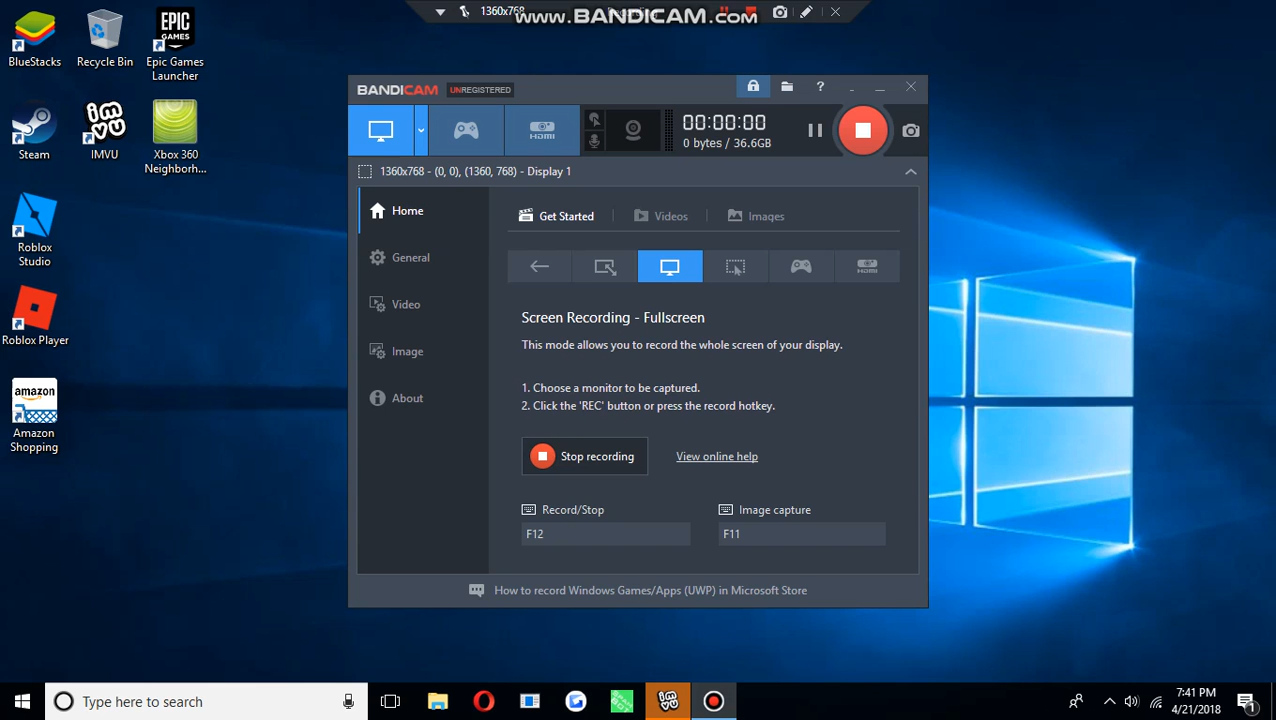 1360x768
www.BANDICAM.com
BlueStacks
Recycle Bin
EPIC
GAMES
Epic Games
Launcher
Steam
IMVU
IMVU
Xbox 360
Neighborh...
Roblox
Studio
Roblox Player
amazon
Amazon
Shopping
BANDICAM
UNREGISTERED
?
HDMI
00:00:00
0 bytes / 36.6GB
1360x768 - (0, 0), (1360, 768) - Display 1
Home
General
Video
Image
About
Get Started
Videos
Images
HDMI
Screen Recording - Fullscreen
This mode allows you to record the whole screen of your display.
1. Choose a monitor to be captured.
2. Click the 'REC' button or press the record hotkey.
Stop recording
View online help
Record/Stop
Image capture
F12
F11
How to record Windows Games/Apps (UWP) in Microsoft Store
Type here to search
IMVU
7:41 PM
4/21/2018
1